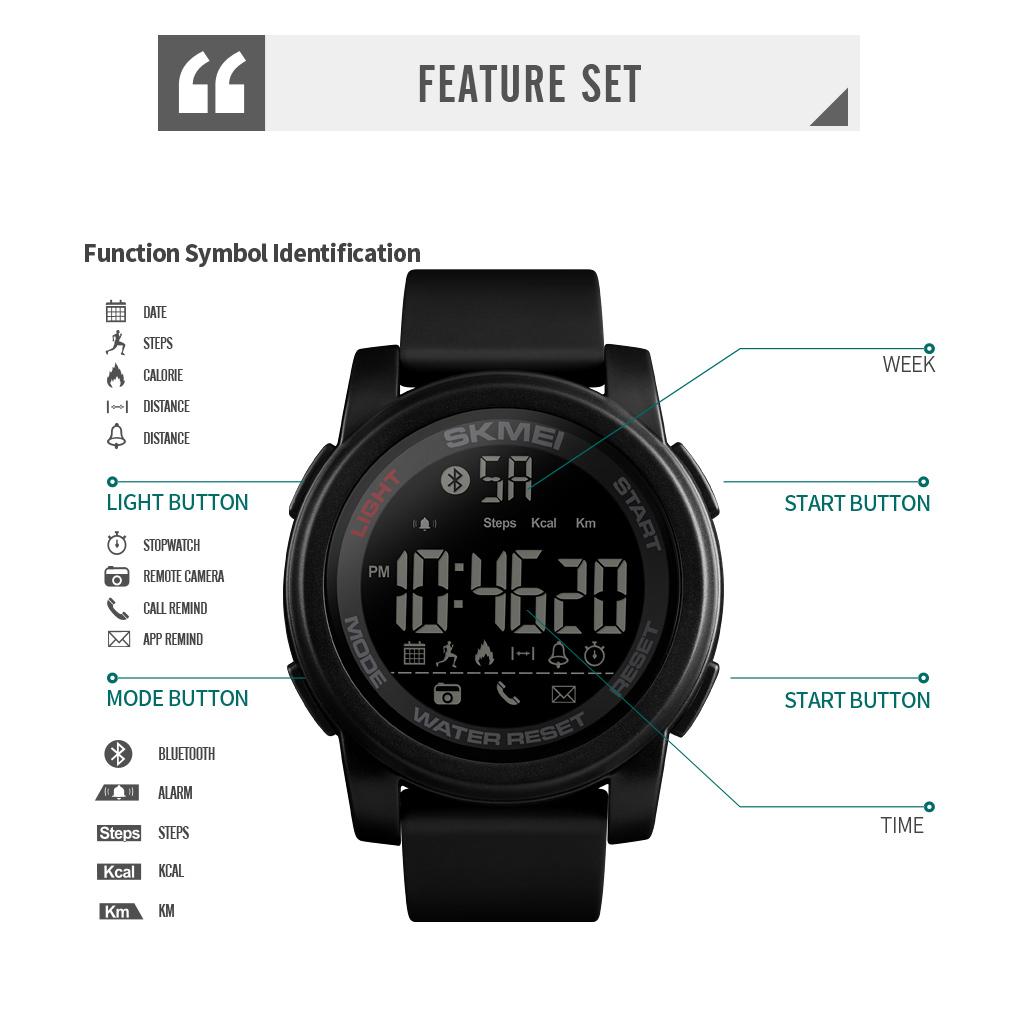 “ FEATURE SET
Function Symbol Identification
DATE
STEPS
CALORIE
DISTANCE
DISTANCE
LIGHT BUTTON
STOPWATCH
REMOTE CAMERA
CALL REMIND
APP REMIND
MODE BUTTON
BLUETOOTH
ALARM
Steps STEPS
Kcal KCAL
Km KM
SKMEI
LIGHT
START
SA
Steps Kcal Km
PM 10:46 20
MODE
RESET
WATER RESET
WEEK
START BUTTON
START BUTTON
TIME